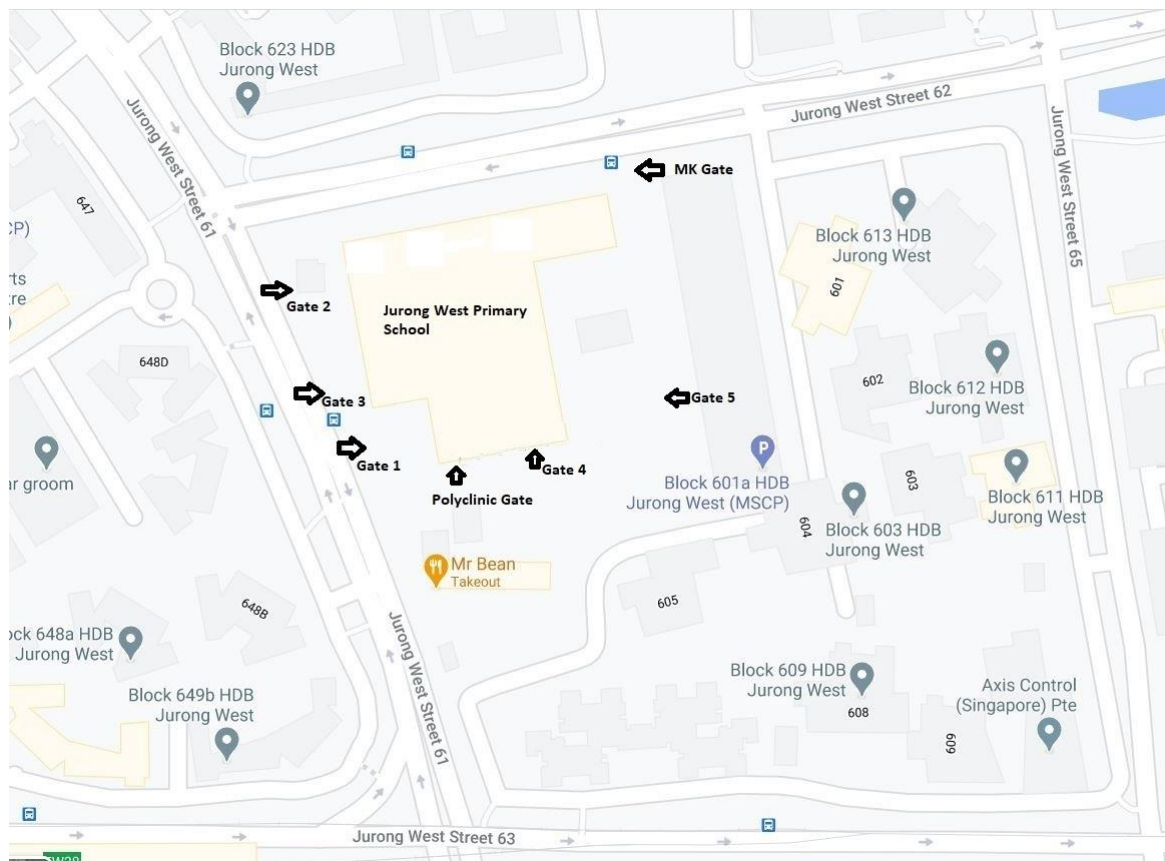 Block 623 HDB
Jurong West
Jurong West Street 62
Jurong West Street 61
Jurong West Street 65
MK Gate
647
CP)
Block 613 HDB
Jurong West
601
rts
tre
Gate 2
Jurong West Primary
School
648D
602
Block 612 HDB
Jurong West
Gate 3
Gate 5
Gate 1
Gate 4
P
Block 601a HDB
Jurong West (MSCP)
603
Block 611 HDB
Jurong West
ar groom
Polyclinic Gate
604
Block 603 HDB
Jurong West
Mr Bean
Takeout
605
648B
ock 648a HDB
Jurong West
Jurong West Street 61
Block 609 HDB
Jurong West
608
609
Axis Control
(Singapore) Pte
Block 649b HDB
Jurong West
Jurong West Street 63